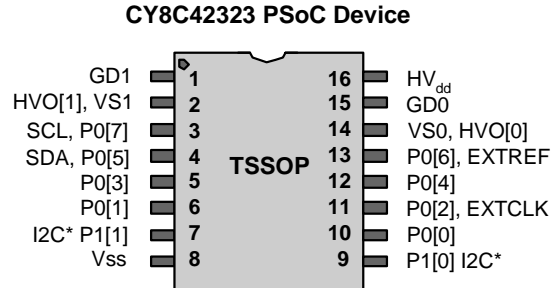 CY8C42323 PSoC Device
GD1 1 16 HVdd
HVO[1], VS1 2 15 GD0
SCL, P0[7] 3 14 VS0, HVO[0]
SDA, P0[5] 4 TSSOP 13 P0[6], EXTREF
P0[3] 5 12 P0[4]
P0[1] 6 11 P0[2], EXTCLK
I2C* P1[1] 7 10 P0[0]
Vss 8 9 P1[0] I2C*